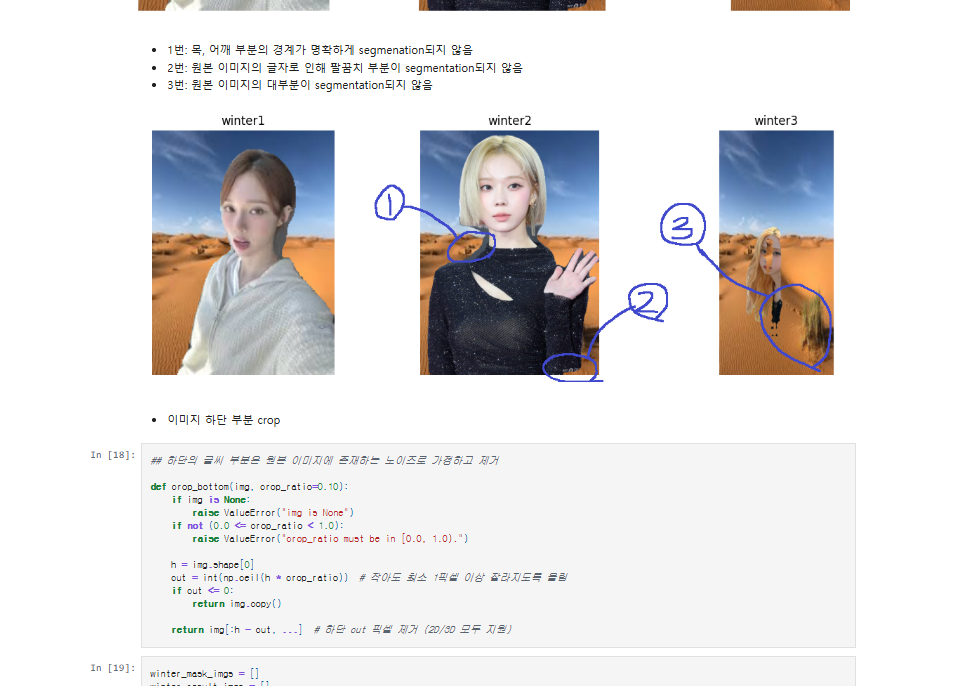 • 1번: 목, 어깨 부분의 경계가 명확하게 segmenation되지 않음
• 2번: 원본 이미지의 글자로 인해 팔꿈치 부분이 segmentation되지 않음
• 3번: 원본 이미지의 대부분이 segmentation되지 않음
winter1 winter2 winter3
1
2
3
• 이미지 하단 부분 crop
In [18]:
## 하단의 글씨 부분은 원본 이미지에 존재하는 노이즈로 가정하고 제거
def crop_bottom(img, crop_ratio=0.10):
    if img is None:
        raise ValueError("img is None")
    if not (0.0 <= crop_ratio < 1.0):
        raise ValueError("crop_ratio must be in [0.0, 1.0).")
    h = img.shape[0]
    cut = int(np.ceil(h * crop_ratio))  # 작아도 최소 1픽셀 이상 잘라지도록 올림
    if cut <= 0:
        return img.copy()
    return img[:h - cut, ...]  # 하단 cut 픽셀 제거 (2D/3D 모두 지원)
In [19]:
winter_mask_imgs = []
winter_result_imgs = []